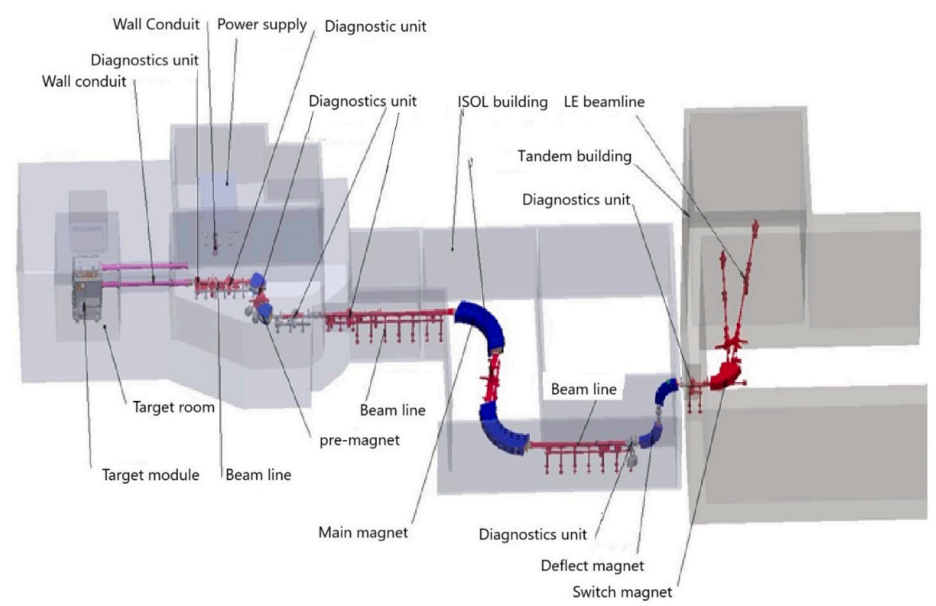 Wall Conduit
Power supply
Diagnostic unit
Diagnostics unit
Wall conduit
Diagnostics unit
ISOL building
LE beamline
Tandem building
Diagnostics unit
Target room
Beam line
Beam line
pre-magnet
Target module
Beam line
Main magnet
Diagnostics unit
Deflect magnet
Switch magnet